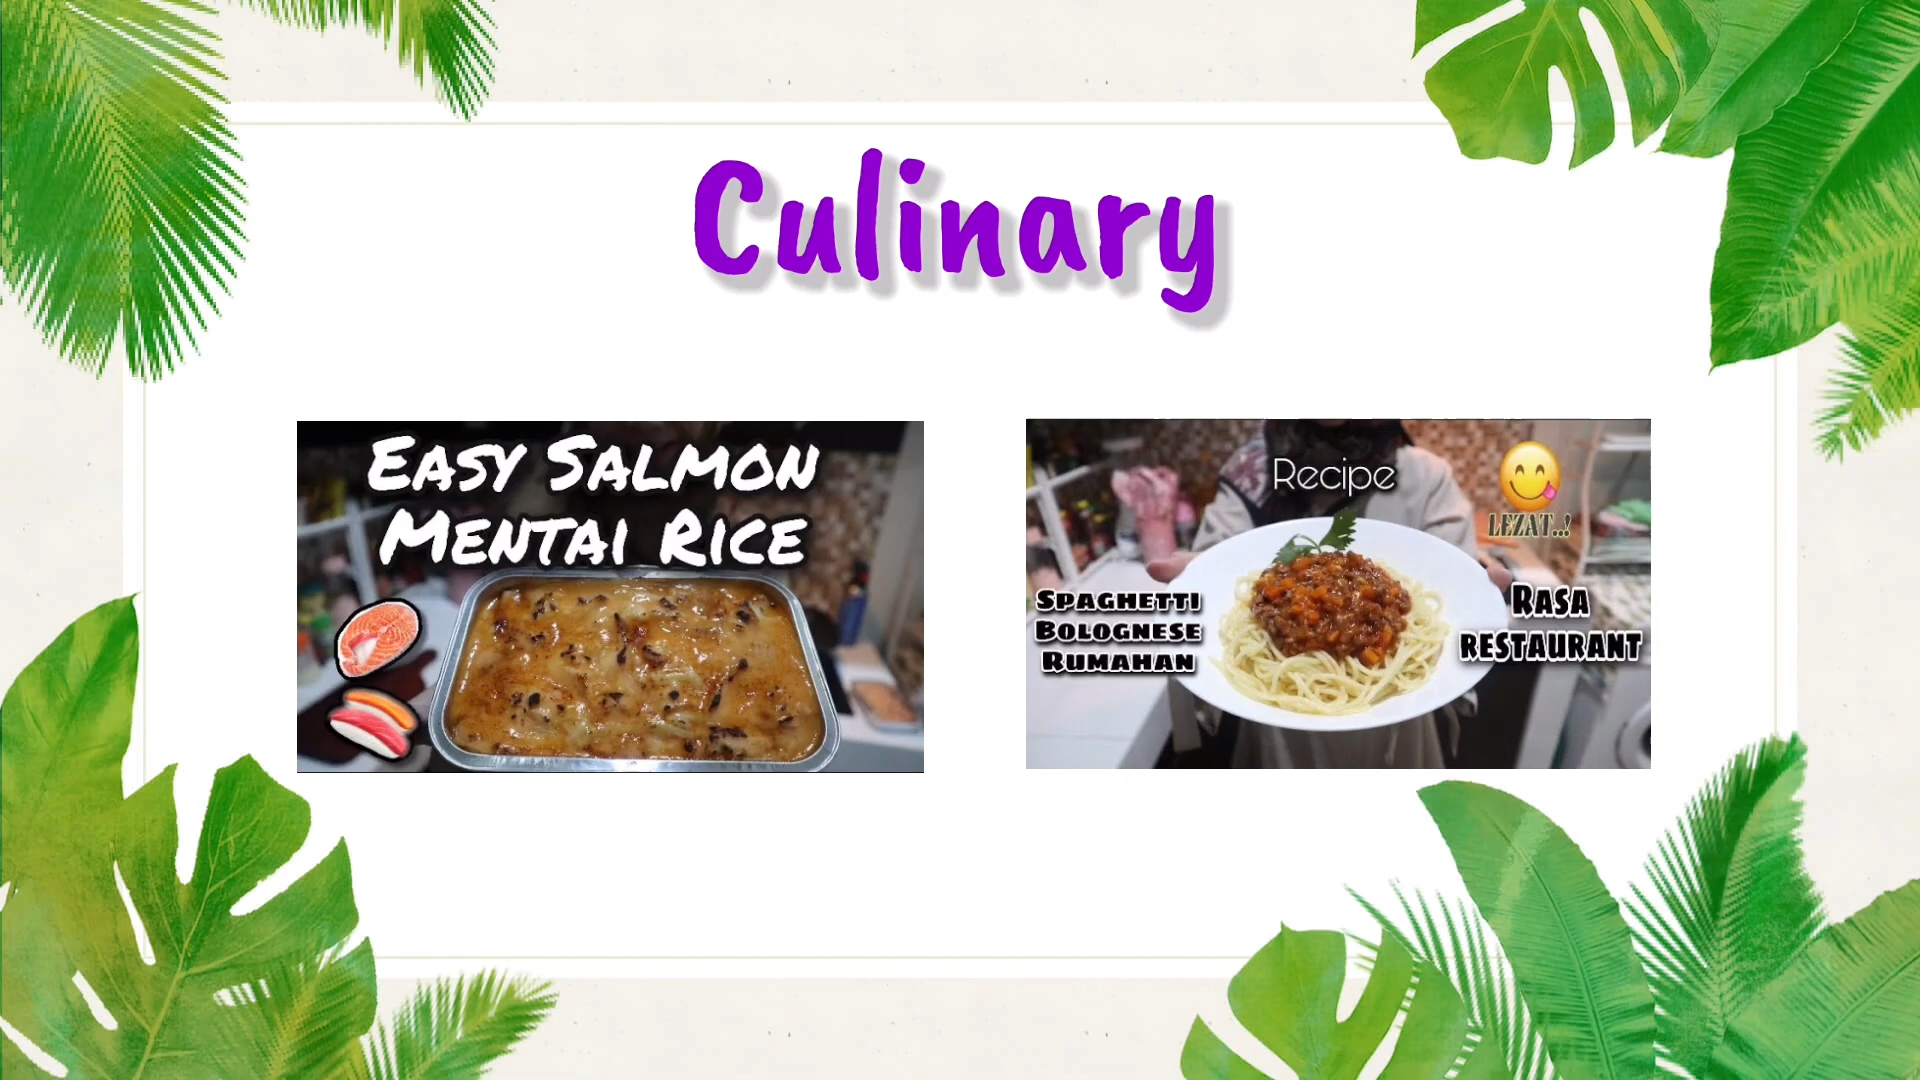 Culinary
EASY SALMON
MENTAI RICE
Recipe
LEZAT..!
SPAGHETTI
BOLOGNESE
RUMAHAN
RASA
RESTAURANT